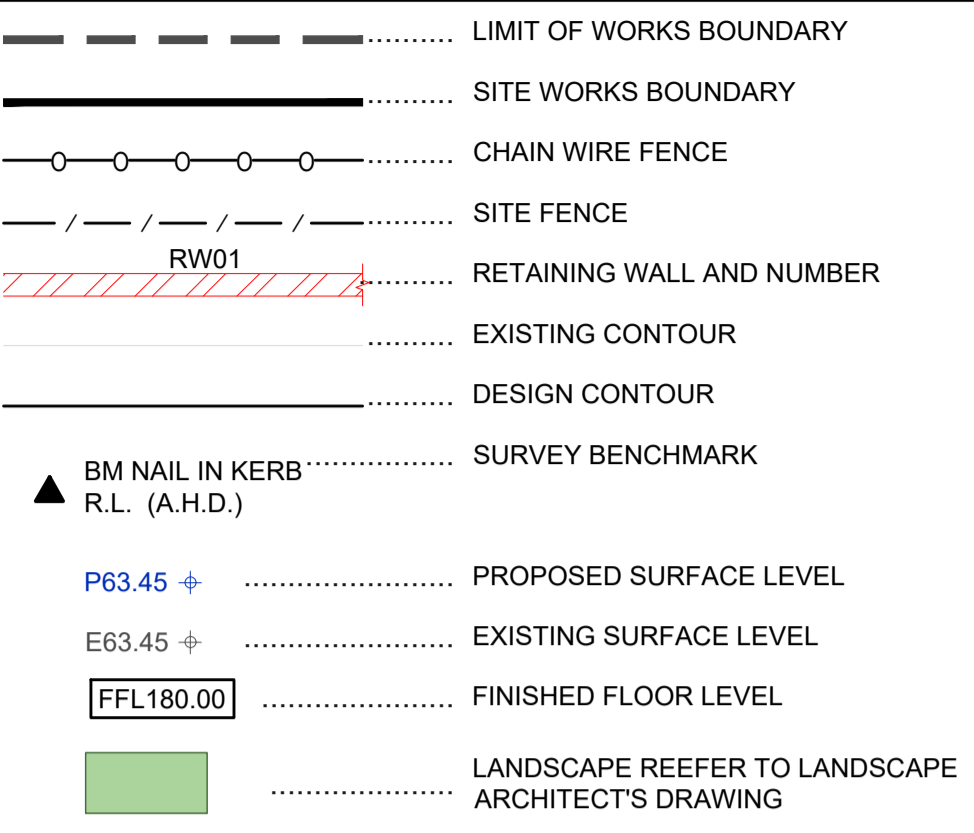 LIMIT OF WORKS BOUNDARY
SITE WORKS BOUNDARY
CHAIN WIRE FENCE
SITE FENCE
RW01
RETAINING WALL AND NUMBER
EXISTING CONTOUR
DESIGN CONTOUR
BM NAIL IN KERB
R.L. (A.H.D.)
SURVEY BENCHMARK
P63.45
PROPOSED SURFACE LEVEL
E63.45
EXISTING SURFACE LEVEL
FFL180.00
FINISHED FLOOR LEVEL
LANDSCAPE REEFER TO LANDSCAPE
ARCHITECT'S DRAWING